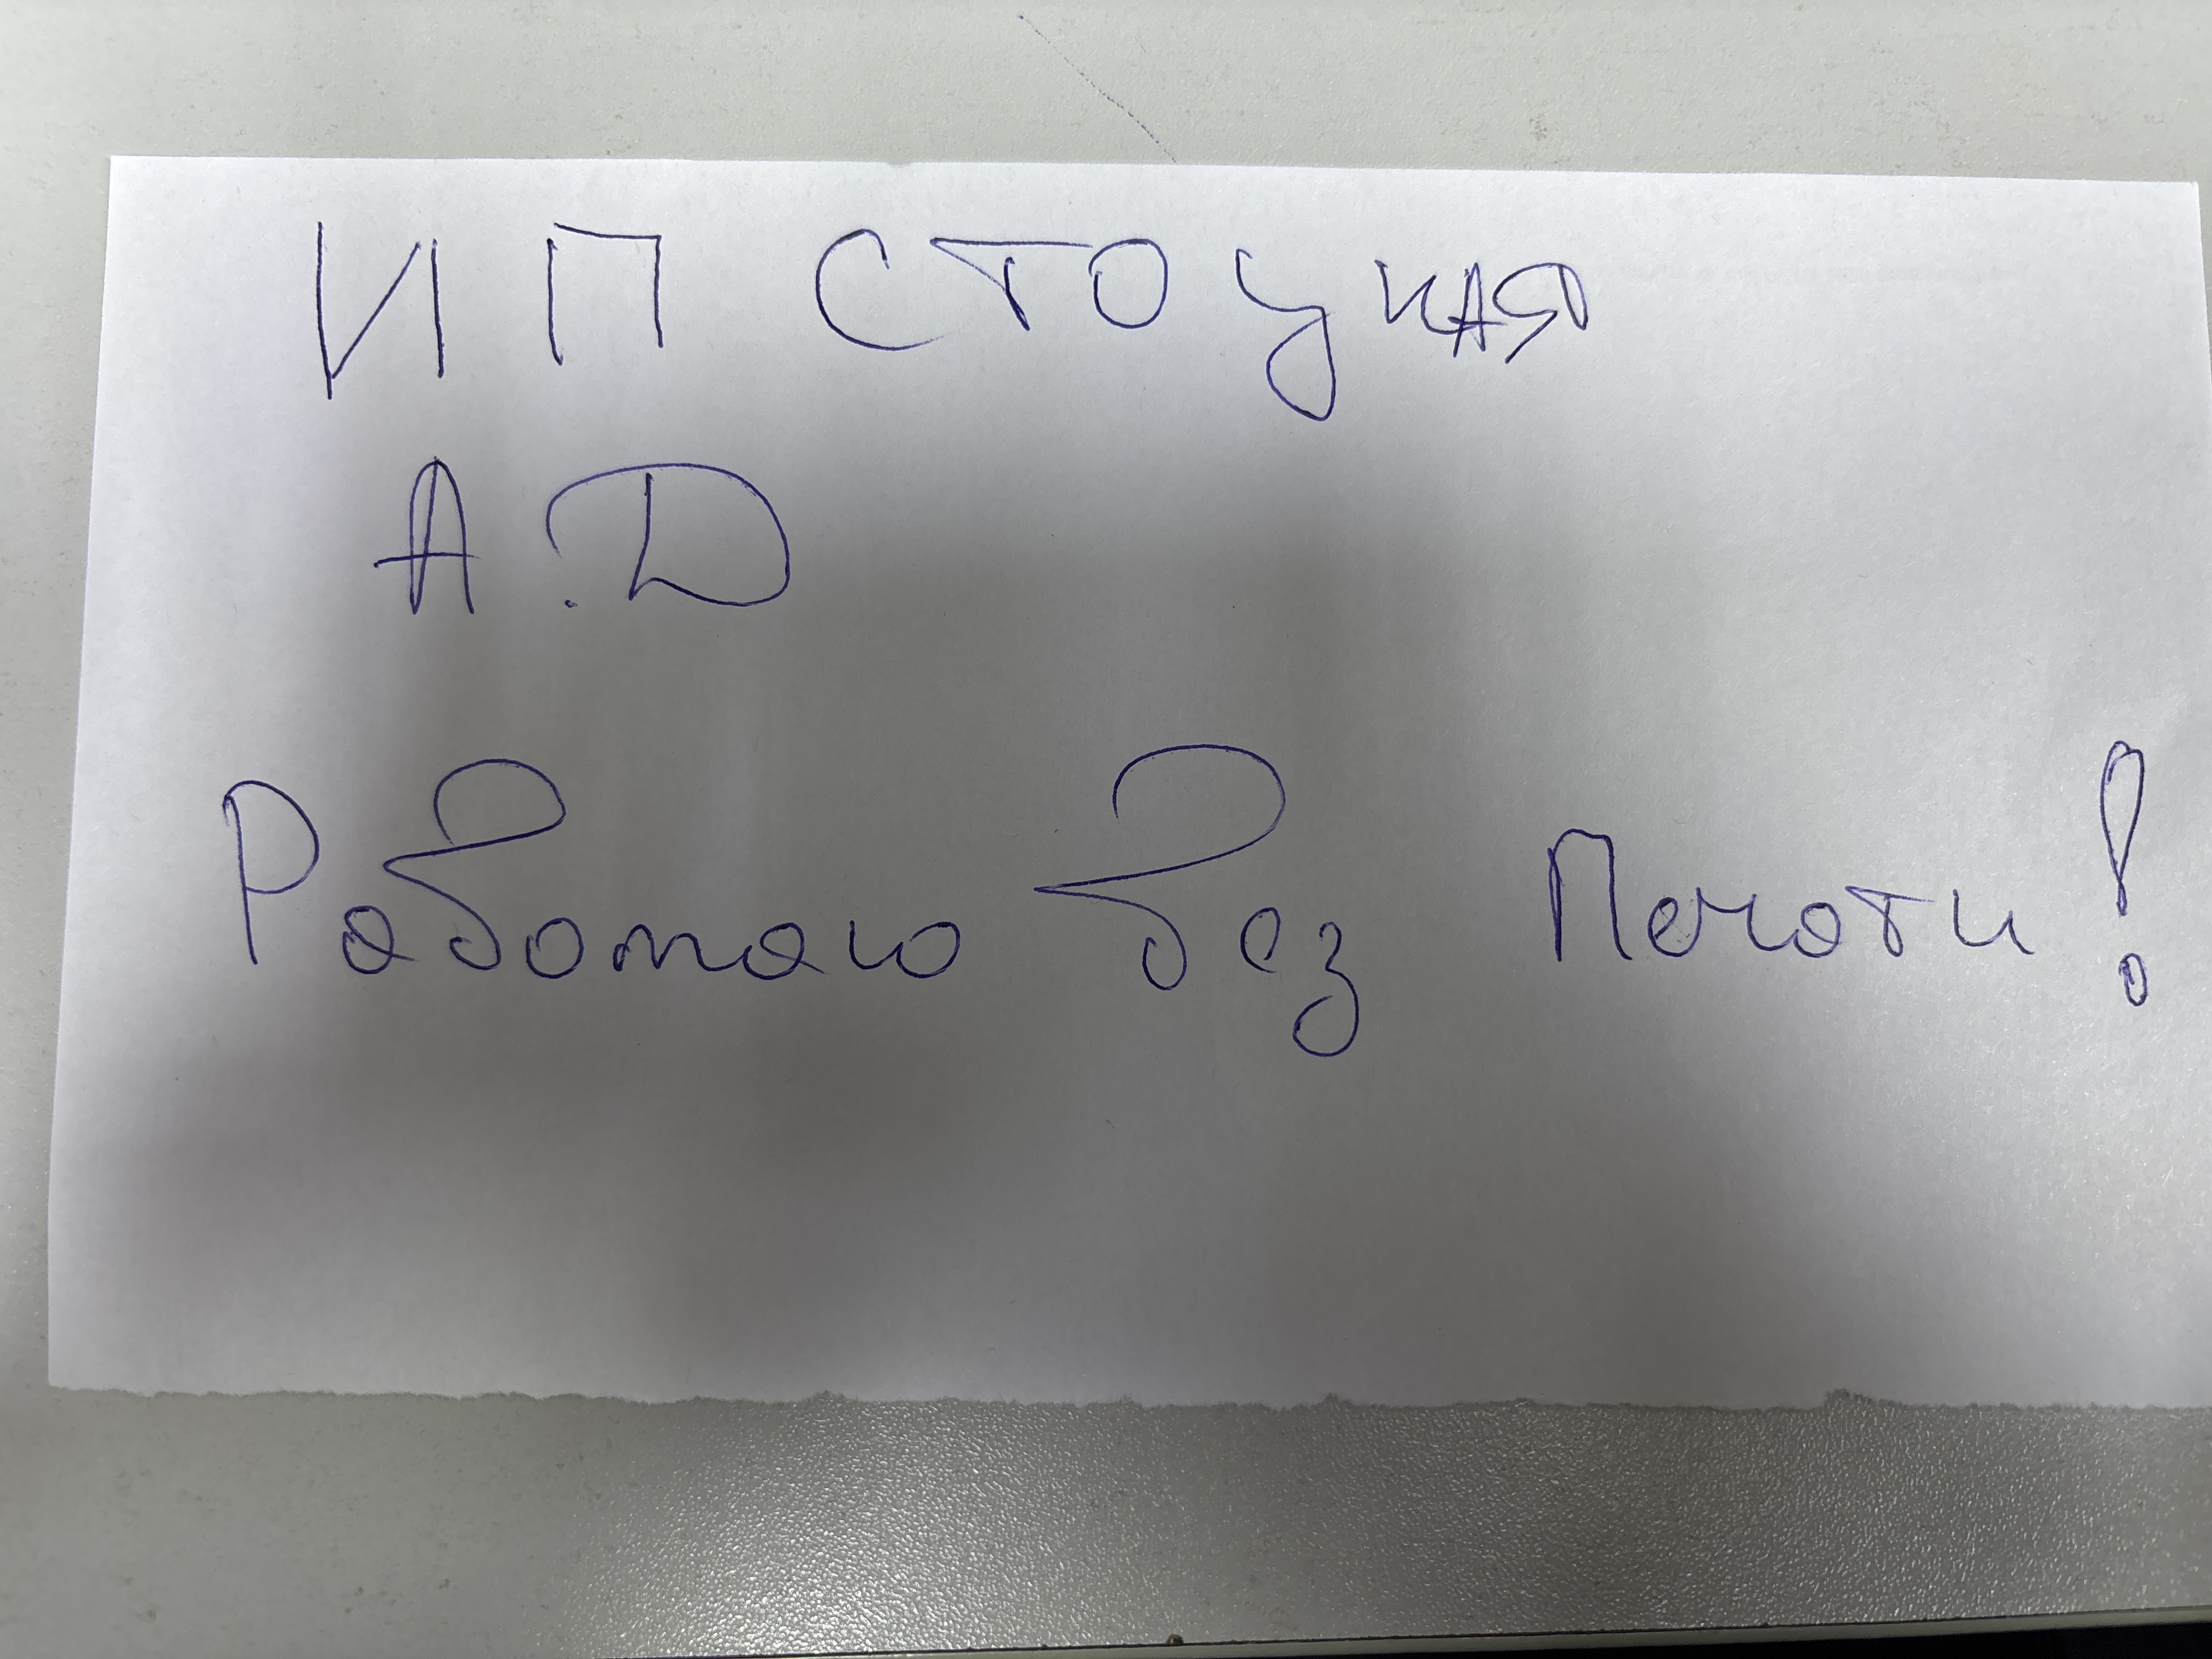 ИП СТОЦКАЯ
А.Д
Работаю без Печати!